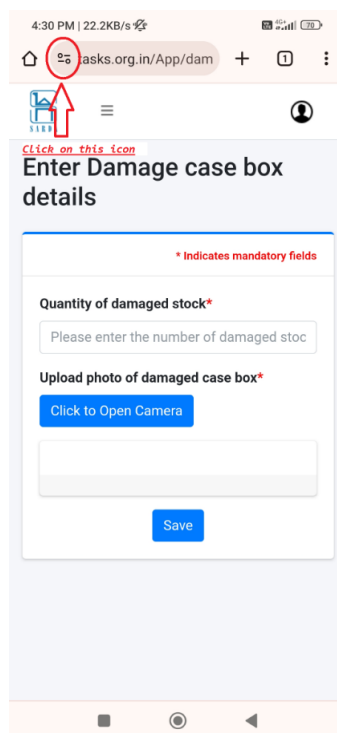 4:30 PM | 22.2KB/s
4G+
70
tasks.org.in/App/dam
1
Click on this icon
Enter Damage case box
details
* Indicates mandatory fields
Quantity of damaged stock*
Please enter the number of damaged stoc
Upload photo of damaged case box*
Click to Open Camera
Save